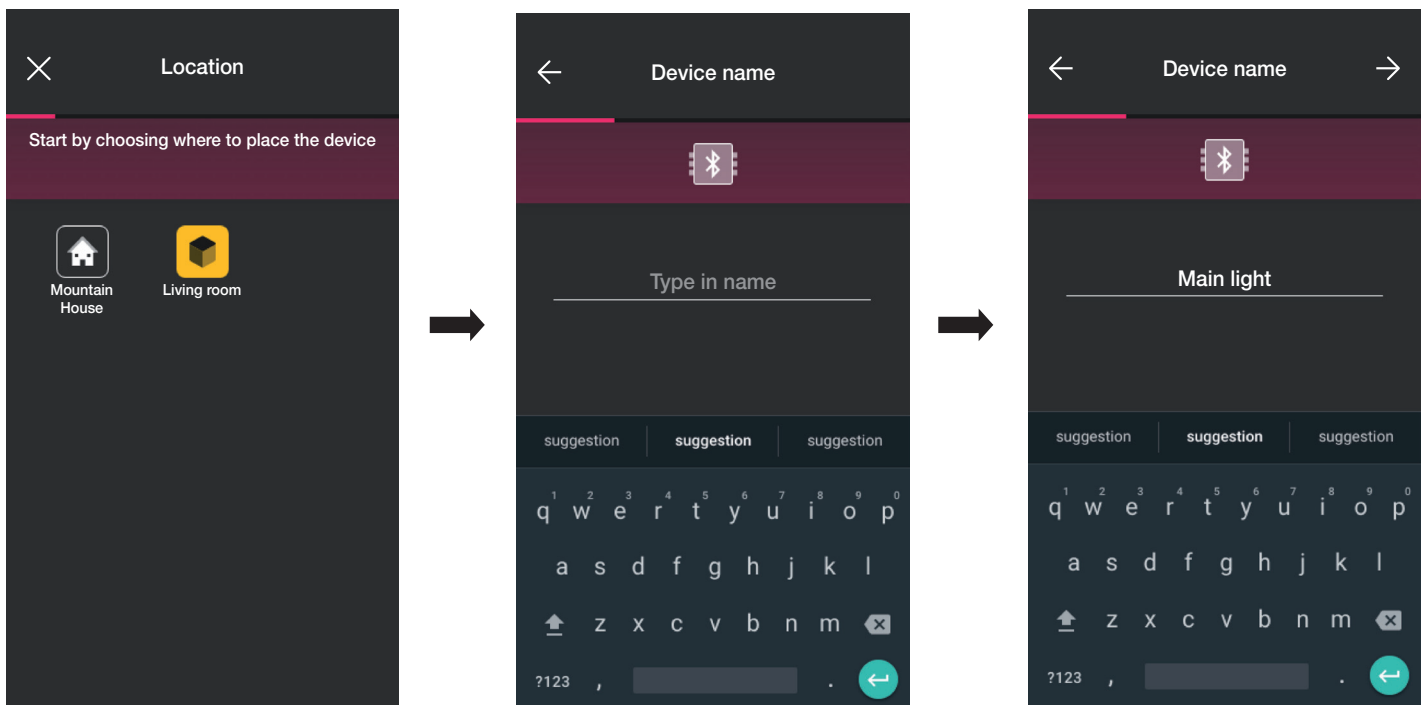 Location
Start by choosing where to place the device
Mountain
House
Living room
Device name
Type in name
suggestion suggestion suggestion
1 2 3 4 5 6 7 8 9 0
q w e r t y u i o p
a s d f g h j k l
z x c v b n m
?123 , .
Device name
Main light
suggestion suggestion suggestion
1 2 3 4 5 6 7 8 9 0
q w e r t y u i o p
a s d f g h j k l
z x c v b n m
?123 , .